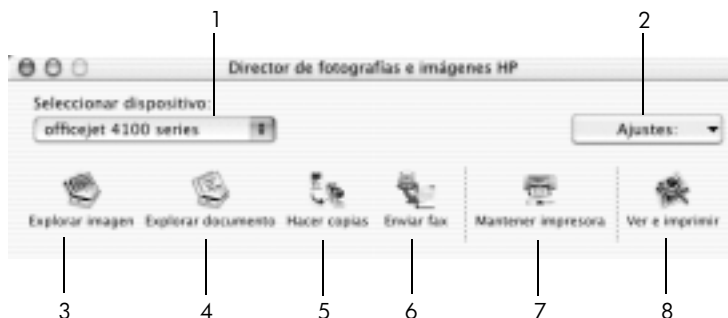 1 2
Director de fotografías e imágenes HP
Seleccionar dispositivo:
officejet 4100 series
Ajustes:
Explorar imagen Explorar documento Hacer copias Enviar fax Mantener impresora Ver e imprimir
3 4 5 6 7 8